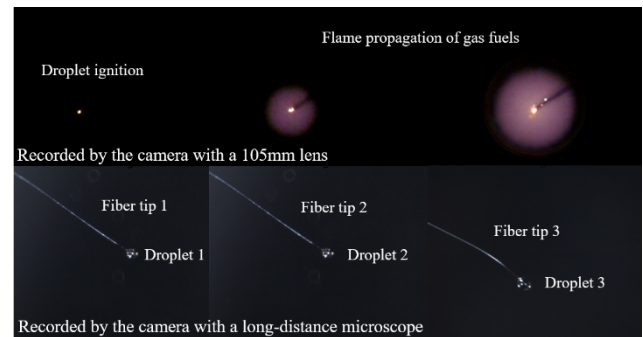 Flame propagation of gas fuels
Droplet ignition
Recorded by the camera with a 105mm lens
Fiber tip 1
Droplet 1
Fiber tip 2
Droplet 2
Fiber tip 3
Droplet 3
Recorded by the camera with a long-distance microscope